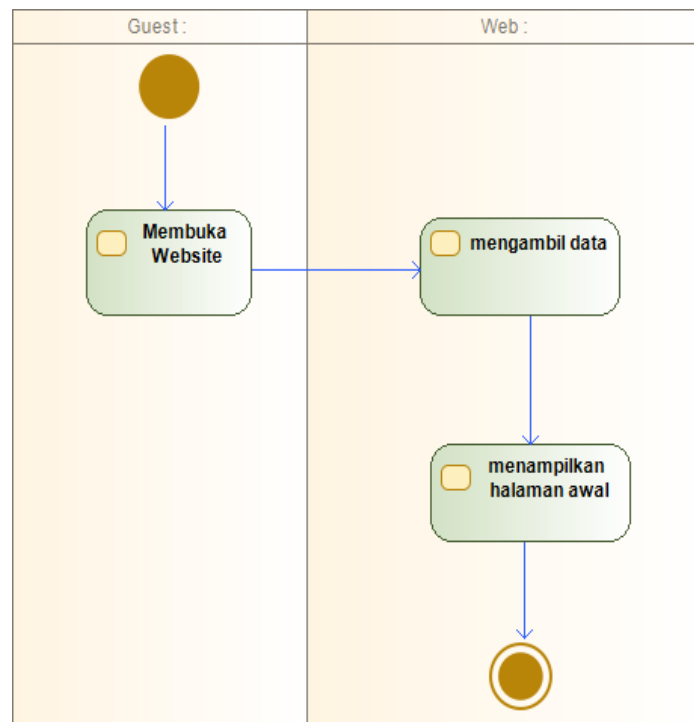 Guest :
Web :
Membuka
Website
mengambil data
menampilkan
halaman awal